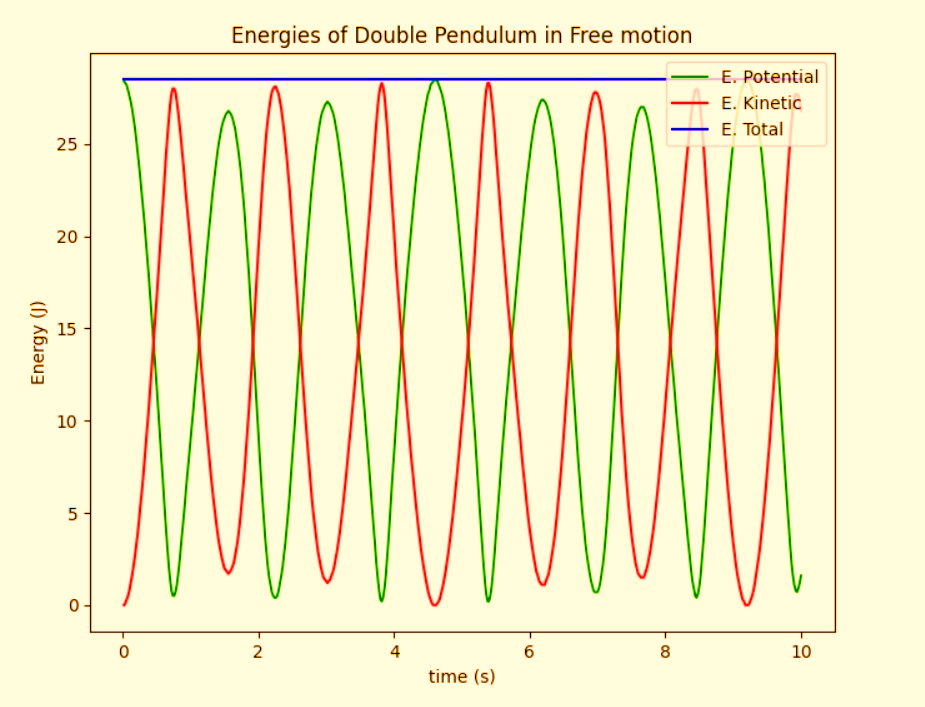 Energies of Double Pendulum in Free motion
E. Potential
E. Kinetic
E. Total
Energy (J)
25
20
15
10
5
0
0 2 4 6 8 10
time (s)